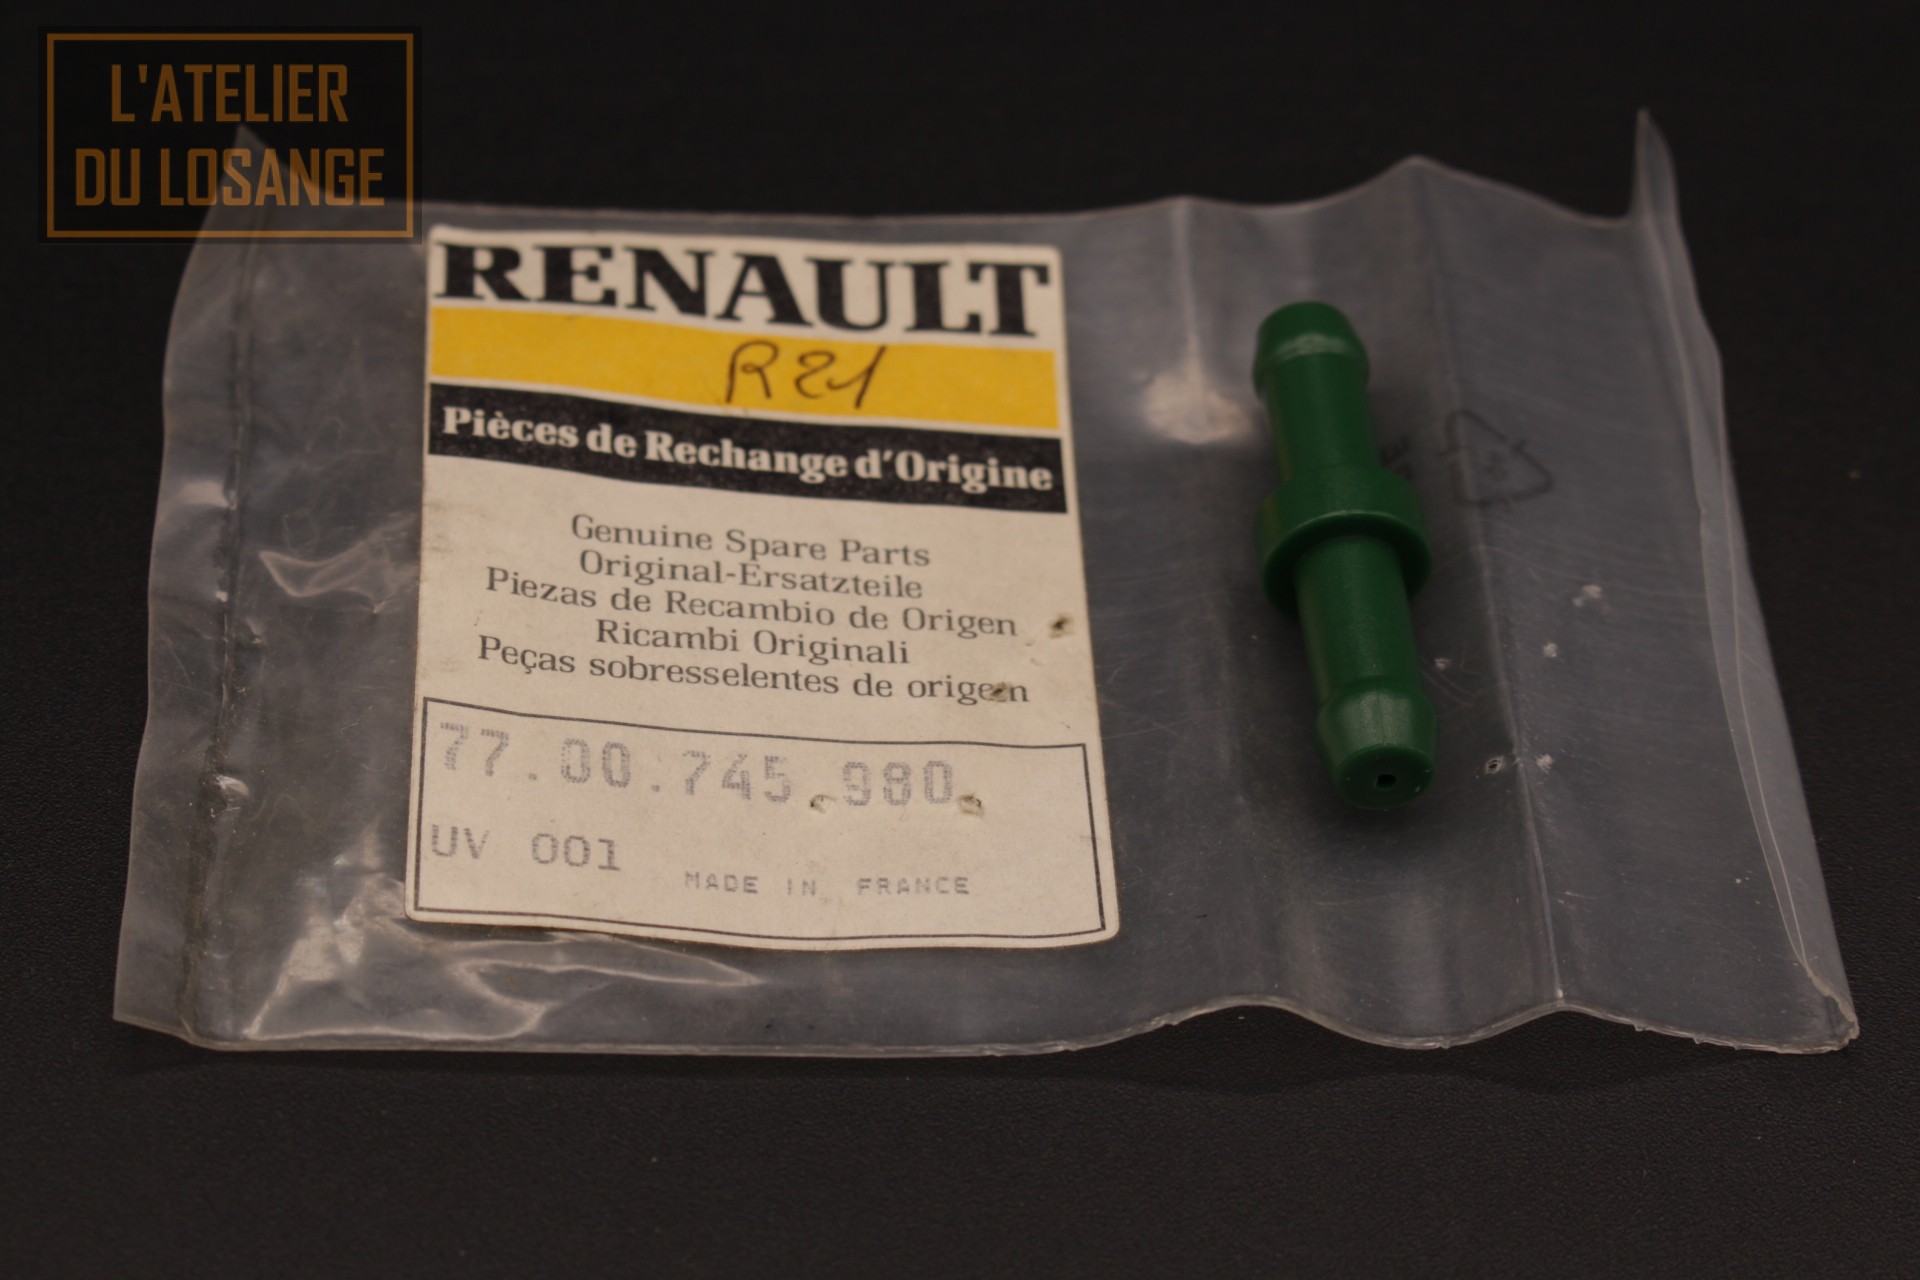 L'ATELIER
DU LOSANGE
RENAULT
R21
Pièces de Rechange d'Origine
Genuine Spare Parts
Original-Ersatzteile
Piezas de Recambio de Origen
Ricambi Originali
Peças sobresselentes de origem
77.00.745.980
UV 001
MADE IN FRANCE